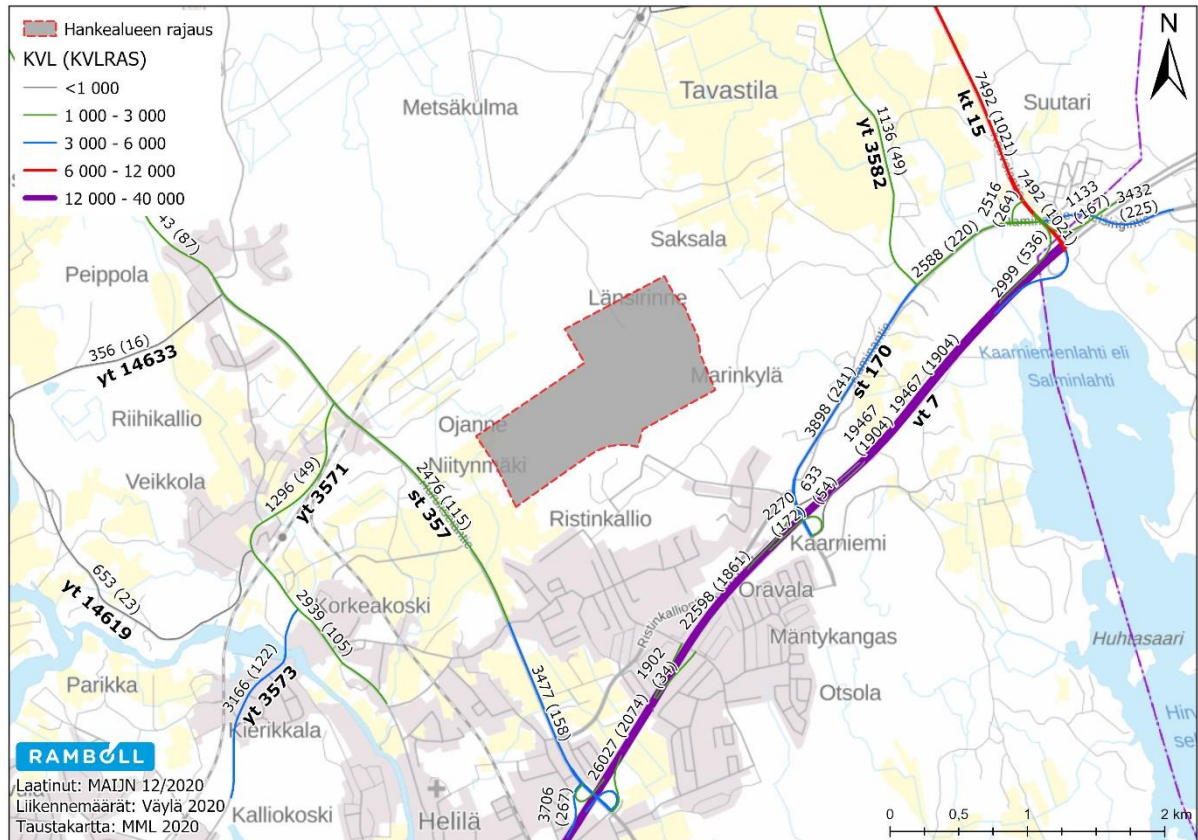 Hankealueen rajaus
KVL (KVLRAS)
<1 000
1 000 - 3 000
3 000 - 6 000
6 000 - 12 000
12 000 - 40 000
N
Metsäkulma
Tavastila
Suutari
7492 (1021)
kt 15
1136 (49)
yt 3582
7492 (1021)
1133
(167)
3432
(225)
2516
(264)
2588 (220)
2999 (536)
Saksala
Peippola
43 (87)
Länsirinne
356 (16)
yt 14633
Marinkylä
Kaarniemenlahti eli
Salminlahti
3898 (241)
st 170
19467
(1904)
19467 (1904)
vt 7
Riihikallio
Ojanne
Niitynmäki
Veikkola
1296 (49)
yt 3571
2476 (115)
st 357
Ristinkallio
2270
(172)
633
(54)
Kaarniemi
653 (23)
yt 14619
2939 (105)
Korkeakoski
22598 (1861)
Oravala
Mäntykangas
Huhtasaari
Parikka
3166 (122)
yt 3573
Kierikkala
3477 (158)
1902
(34)
Otsola
26027 (2074)
3706
(267)
Kalliokoski
Helilä
RAMBOLL
Laatinut: MAIJN 12/2020
Liikennemäärät: Väylä 2020
Taustakartta: MML 2020
0 0,5 1 2 km